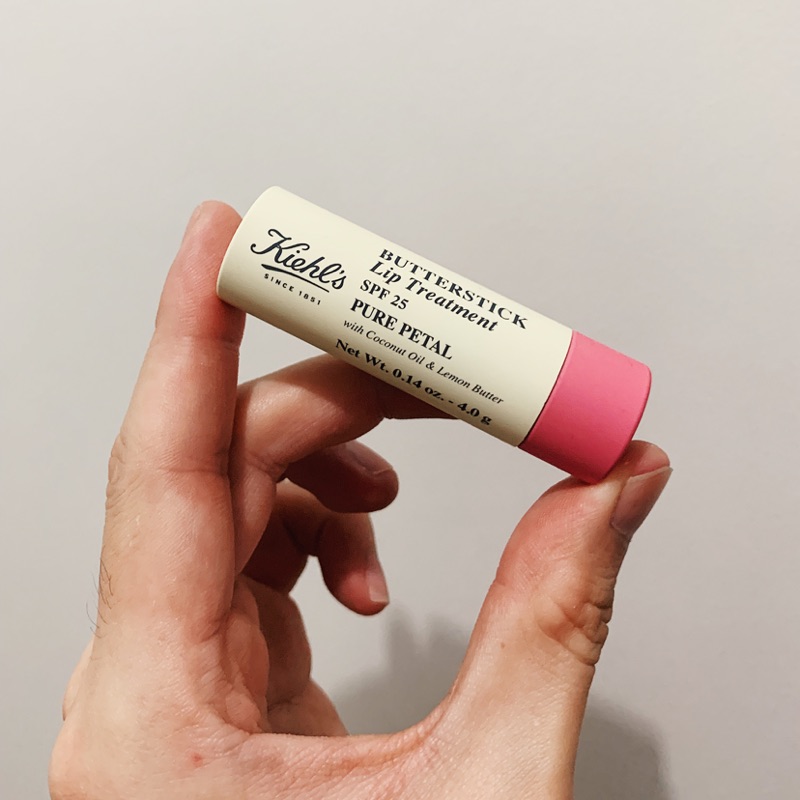 Kiehl's
SINCE 1851
BUTTERSTICK
Lip Treatment
SPF 25
PURE PETAL
with Coconut Oil & Lemon Butter
Net Wt. 0.14 oz. - 4.0 g